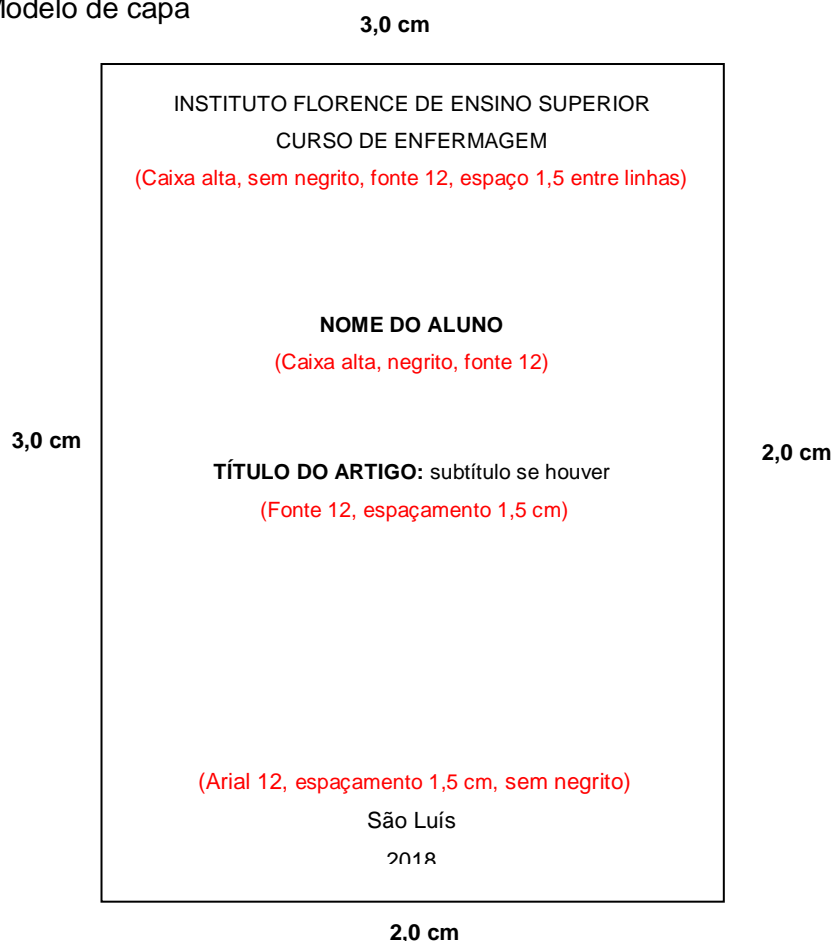 Modelo de capa
3,0 cm
INSTITUTO FLORENCE DE ENSINO SUPERIOR
CURSO DE ENFERMAGEM
(Caixa alta, sem negrito, fonte 12, espaço 1,5 entre linhas)
NOME DO ALUNO
(Caixa alta, negrito, fonte 12)
3,0 cm
2,0 cm
TÍTULO DO ARTIGO: subtítulo se houver
(Fonte 12, espaçamento 1,5 cm)
(Arial 12, espaçamento 1,5 cm, sem negrito)
São Luís
2018
2,0 cm